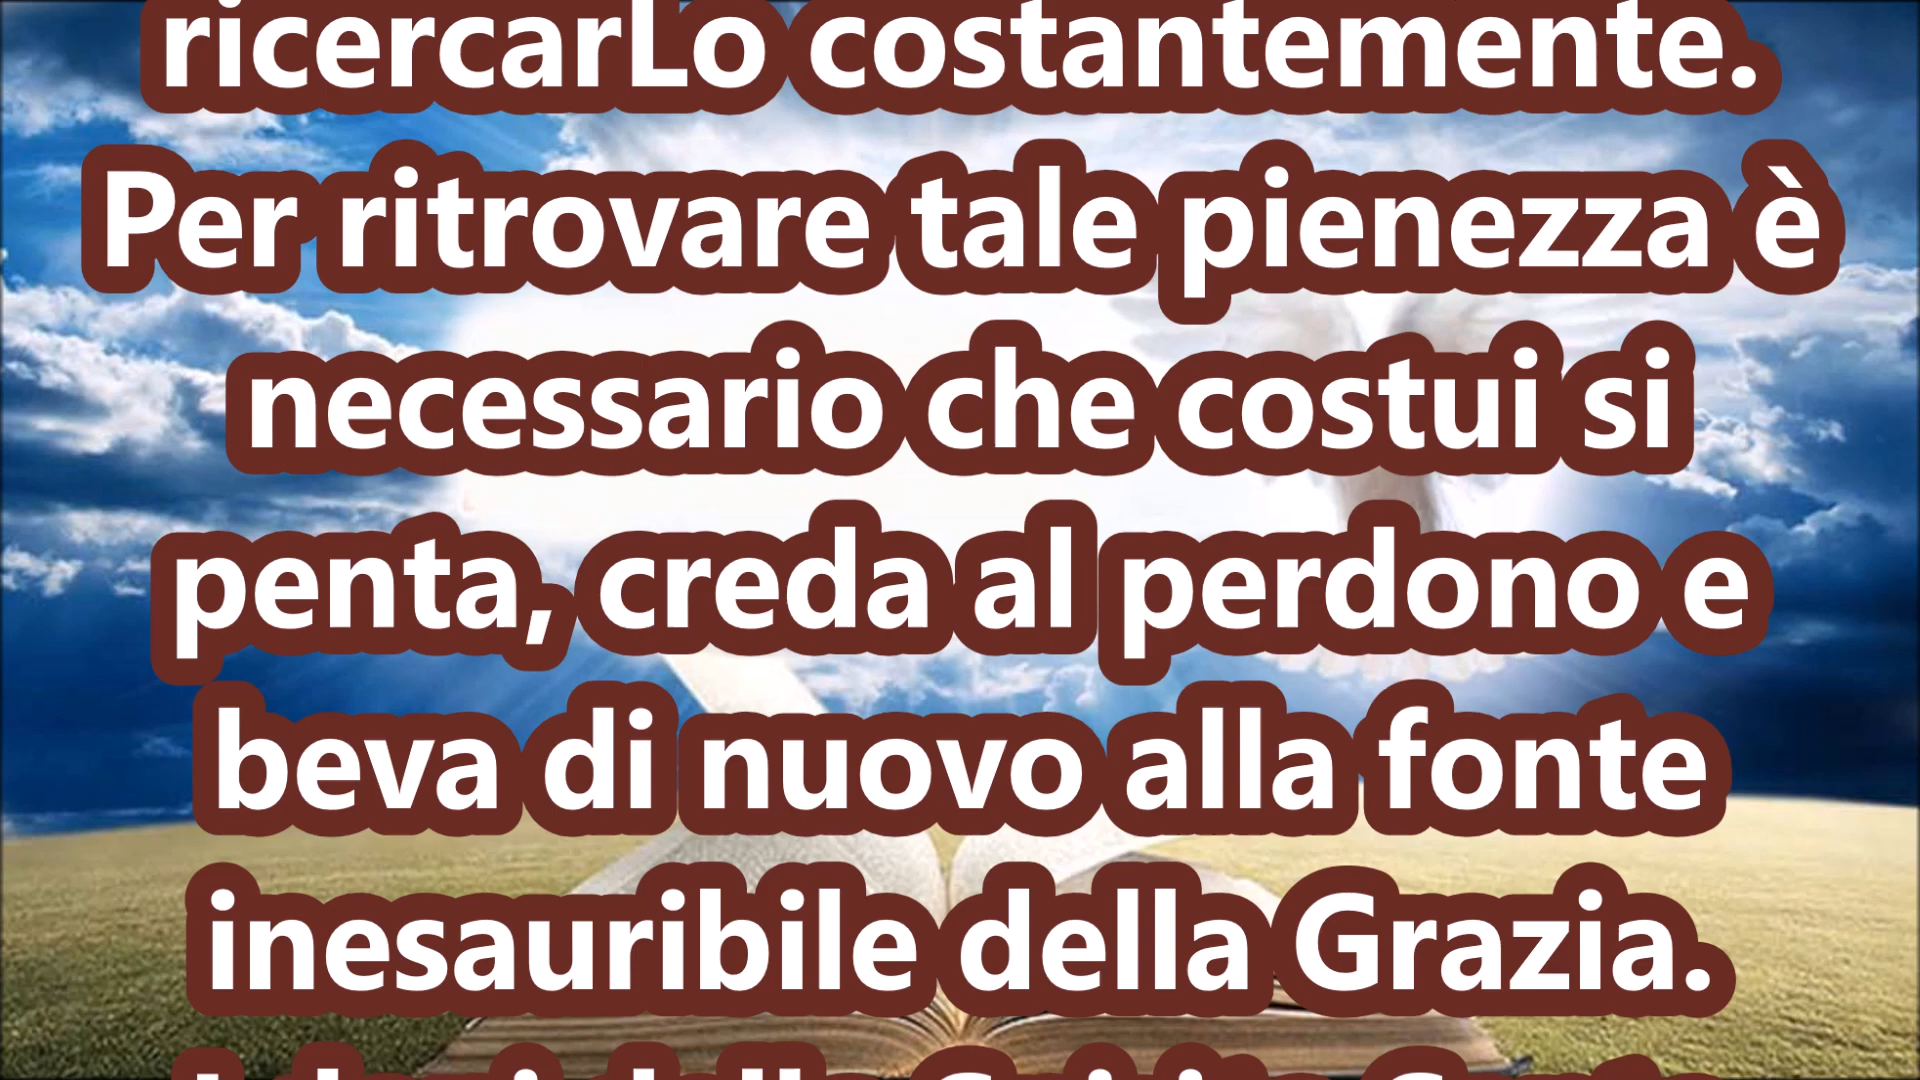 ricercarLo costantemente.
Per ritrovare tale pienezza è
necessario che costui si
penta, creda al perdono e
beva di nuovo alla fonte
inesauribile della Grazia.